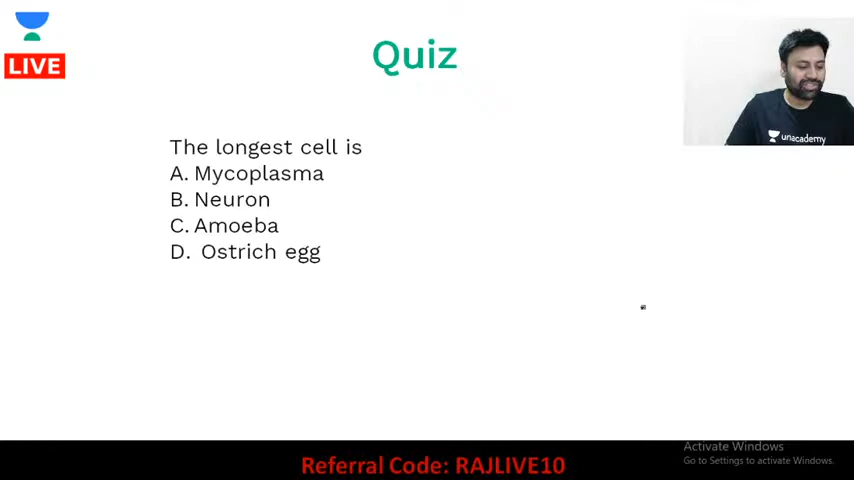 LIVE
Quiz
unacademy
The longest cell is
A. Mycoplasma
B. Neuron
C. Amoeba
D. Ostrich egg
Activate Windows
Go to Settings to activate Windows.
Referral Code: RAJLIVE10